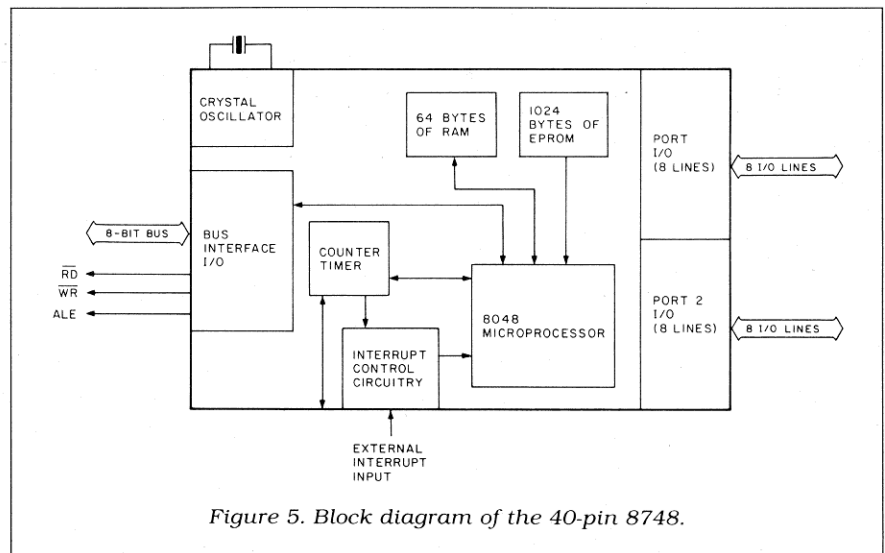 CRYSTAL
OSCILLATOR
64 BYTES
OF RAM
1024
BYTES OF
EPROM
PORT
I/O
(8 LINES)
8 I/O LINES
8-BIT BUS
BUS
INTERFACE
I/O
RD
WR
ALE
COUNTER
TIMER
8048
MICROPROCESSOR
INTERRUPT
CONTROL
CIRCUITRY
PORT 2
I/O
(8 LINES)
8 I/O LINES
EXTERNAL
INTERRUPT
INPUT
Figure 5. Block diagram of the 40-pin 8748.